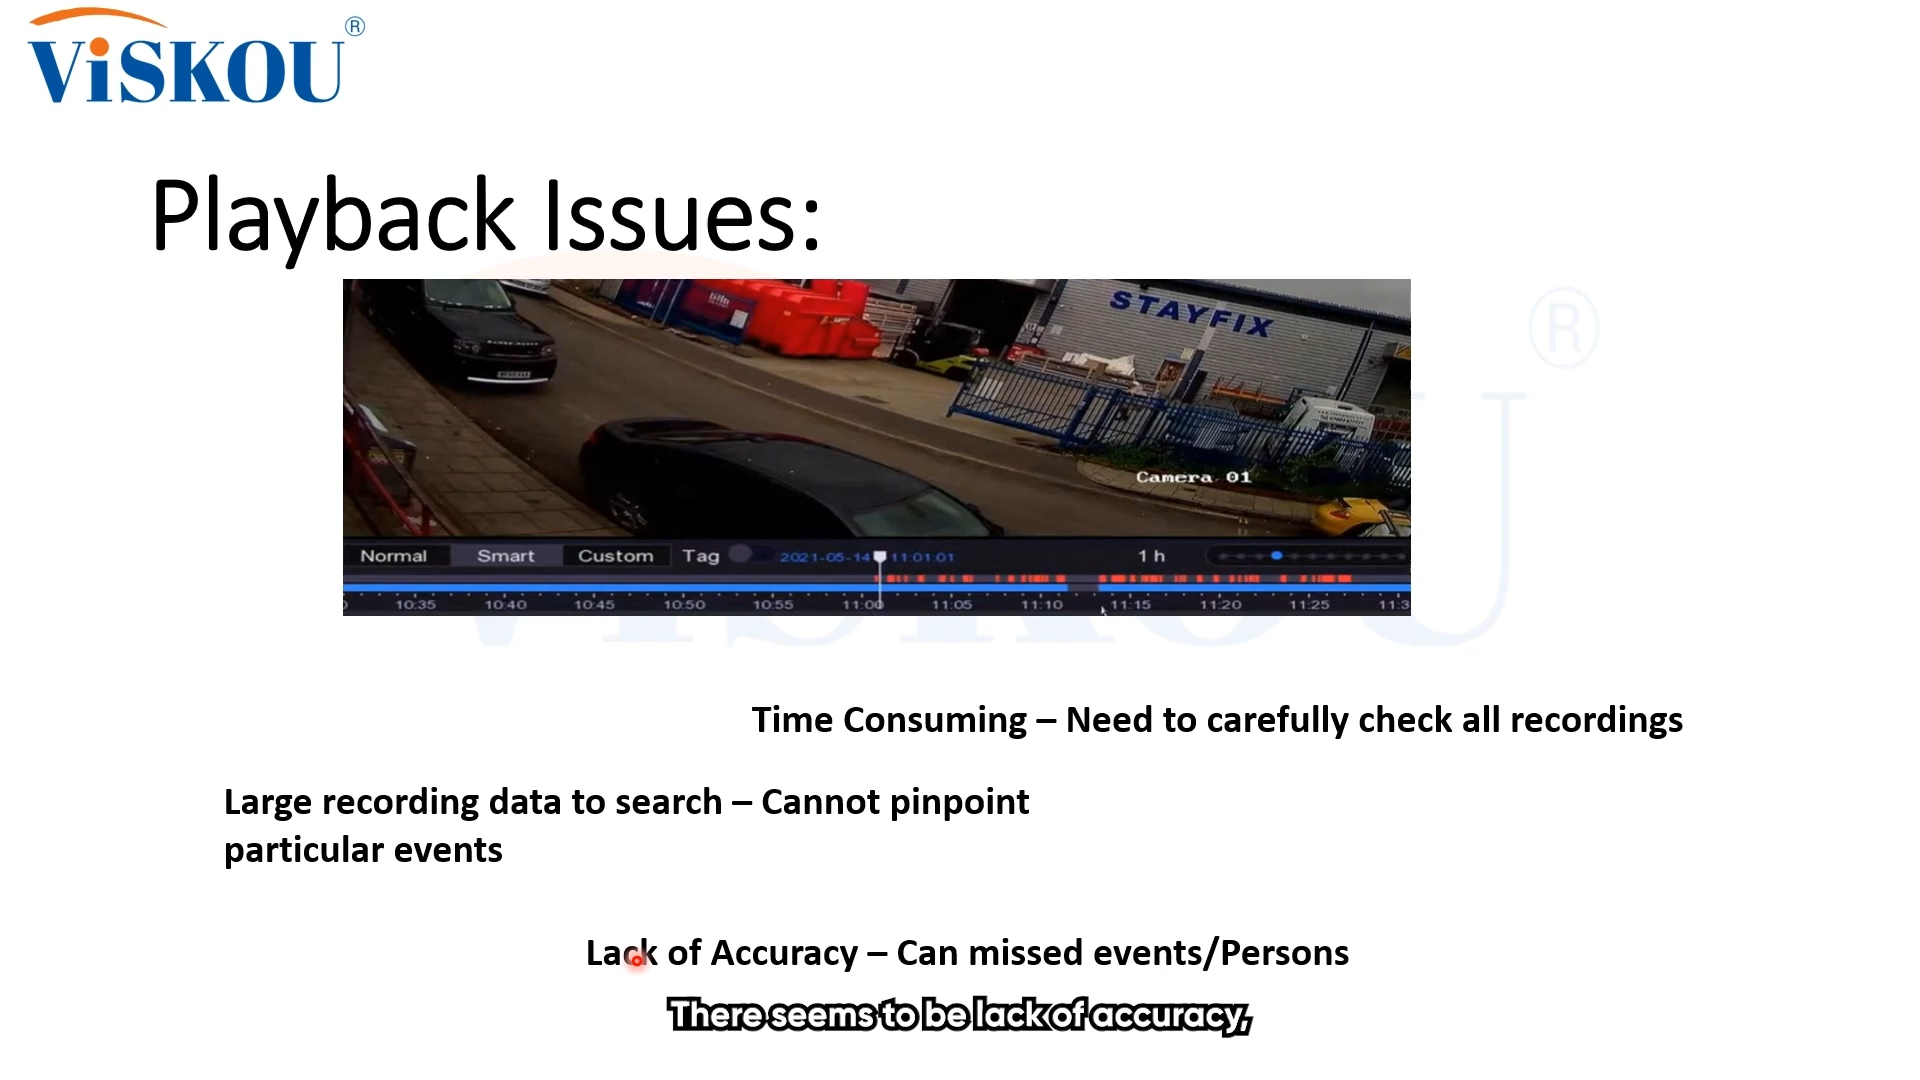 ViSKOU®
Playback Issues:
STAYFIX
Camera 01
Normal Smart Custom Tag 2021-05-14 11:01:01 1 h
10:35 10:40 10:45 10:50 10:55 11:00 11:05 11:10 11:15 11:20 11:25 11:3
Time Consuming – Need to carefully check all recordings
Large recording data to search – Cannot pinpoint
particular events
Lack of Accuracy – Can missed events/Persons
There seems to be lack of accuracy,